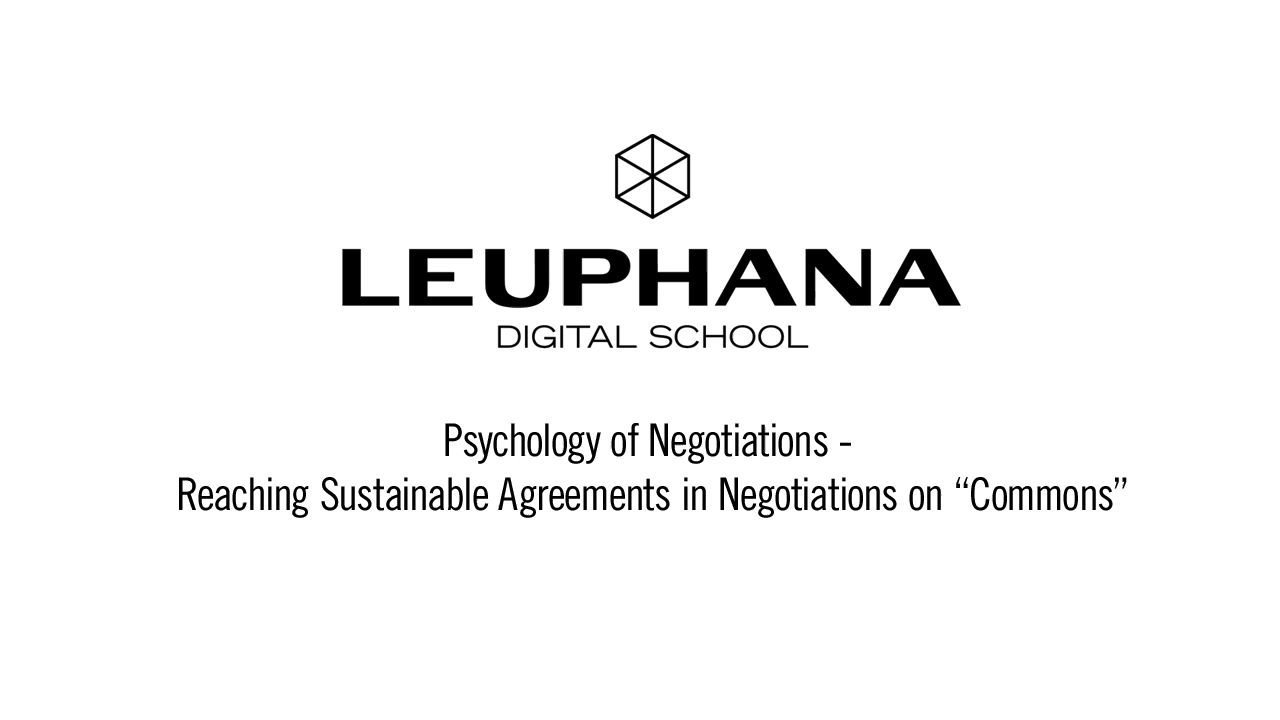 LEUPHANA
DIGITAL SCHOOL
Psychology of Negotiations -
Reaching Sustainable Agreements in Negotiations on “Commons”